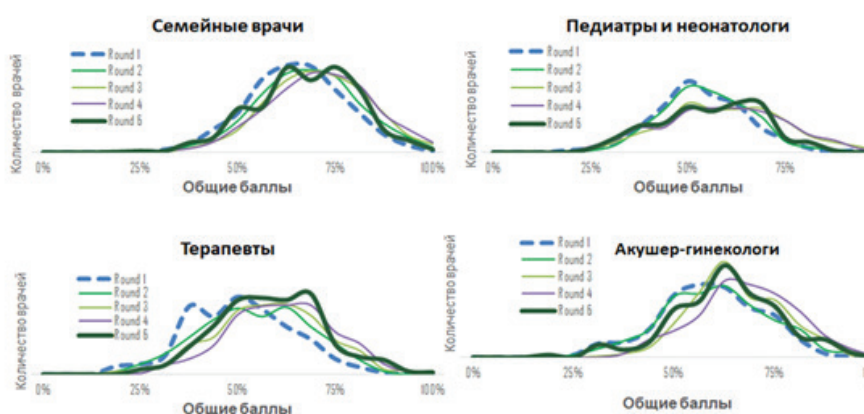 Семейные врачи
Round 1
Round 2
Round 3
Round 4
Round 5
Количество врачей
0%
25%
50%
75%
100%
Общие баллы
Педиатры и неонатологи
Round 1
Round 2
Round 3
Round 4
Round 5
Количество врачей
0%
25%
50%
75%
Общие баллы
Терапевты
Round 1
Round 2
Round 3
Round 4
Round 5
Количество врачей
0%
25%
50%
75%
100%
Общие баллы
Акушер-гинекологи
Round 1
Round 2
Round 3
Round 4
Round 5
Количество врачей
0%
25%
50%
75%
Общие баллы